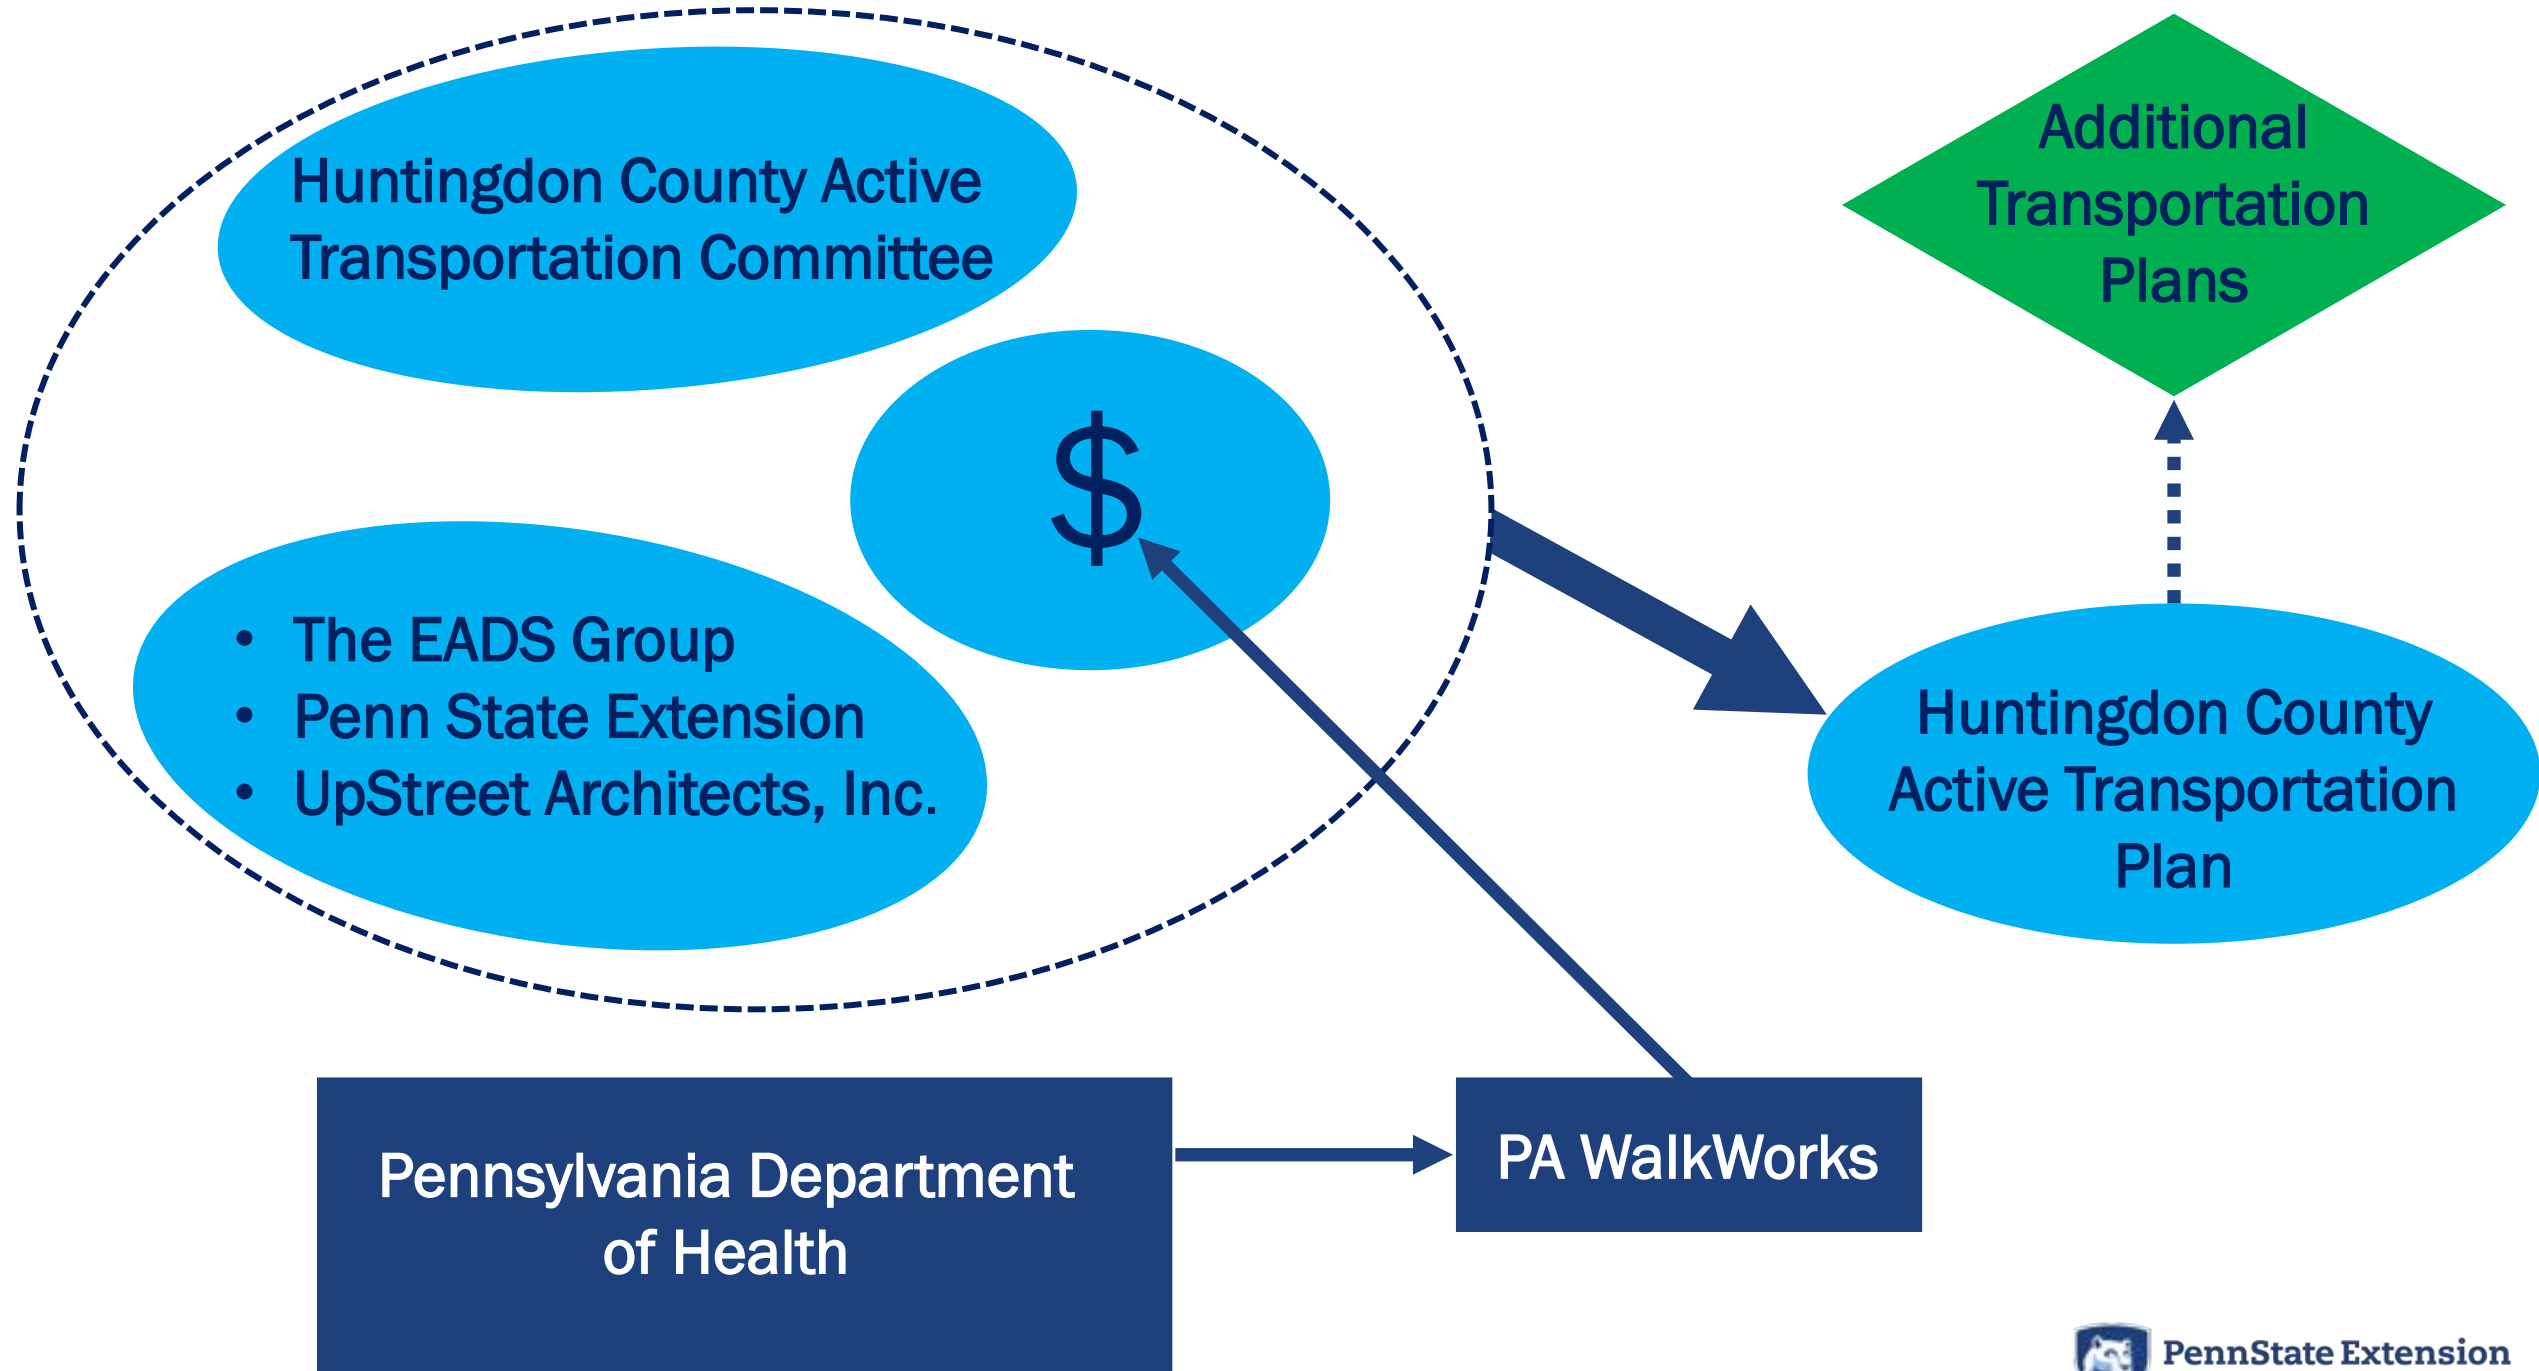 Huntingdon County Active
Transportation Committee
$
• The EADS Group
• Penn State Extension
• UpStreet Architects, Inc.
Additional
Transportation
Plans
Huntingdon County
Active Transportation
Plan
Pennsylvania Department
of Health
PA WalkWorks
PennState Extension